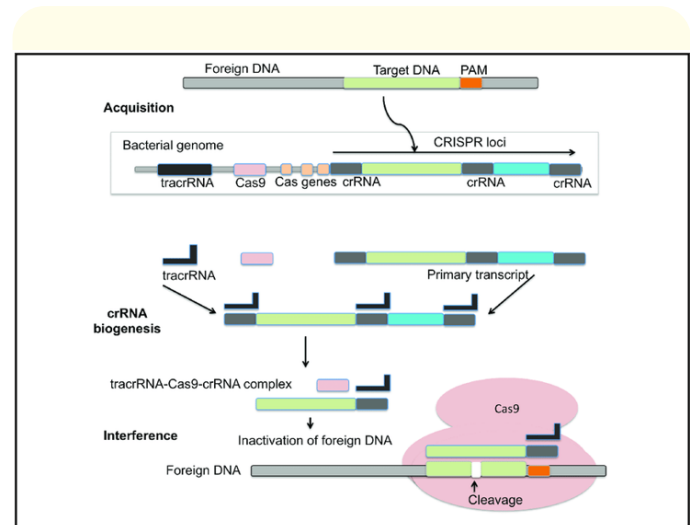 Foreign DNA Target DNA PAM
Acquisition
Bacterial genome CRISPR loci
tracrRNA Cas9 Cas genes crRNA crRNA crRNA
tracrRNA Primary transcript
crRNA
biogenesis
tracrRNA-Cas9-crRNA complex
Cas9
Interference
Inactivation of foreign DNA
Foreign DNA
Cleavage